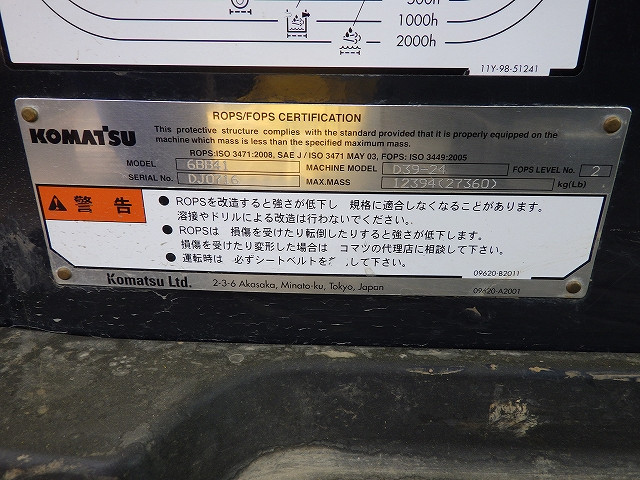 1000h
2000h
11Y-98-51241
ROPS/FOPS CERTIFICATION
KOMATSU
This protective structure complies with the standard provided that it is properly equipped on the
machine which mass is less than the specified maximum mass.
ROPS:ISO 3471:2008, SAE J / ISO 3471 MAY 03, FOPS: ISO 3449:2005
MODEL MACHINE MODEL D39-21 FOPS LEVEL No. 2
SERIAL No. MAX.MASS 12394(27360) kg(Lb)
警告
● ROPSを改造すると強さが低下し 規格に適合しなくなることがあります。
溶接やドリルによる改造は行わないでください。
● ROPSは 損傷を受けたり転倒したりすると強さが低下します。
損傷を受けたり変形した場合は コマツの代理店に相談して下さい。
● 運転時は 必ずシートベルトを して下さい。
09620-B2011
Komatsu Ltd. 2-3-6 Akasaka, Minato-ku, Tokyo, Japan
09620-A2001